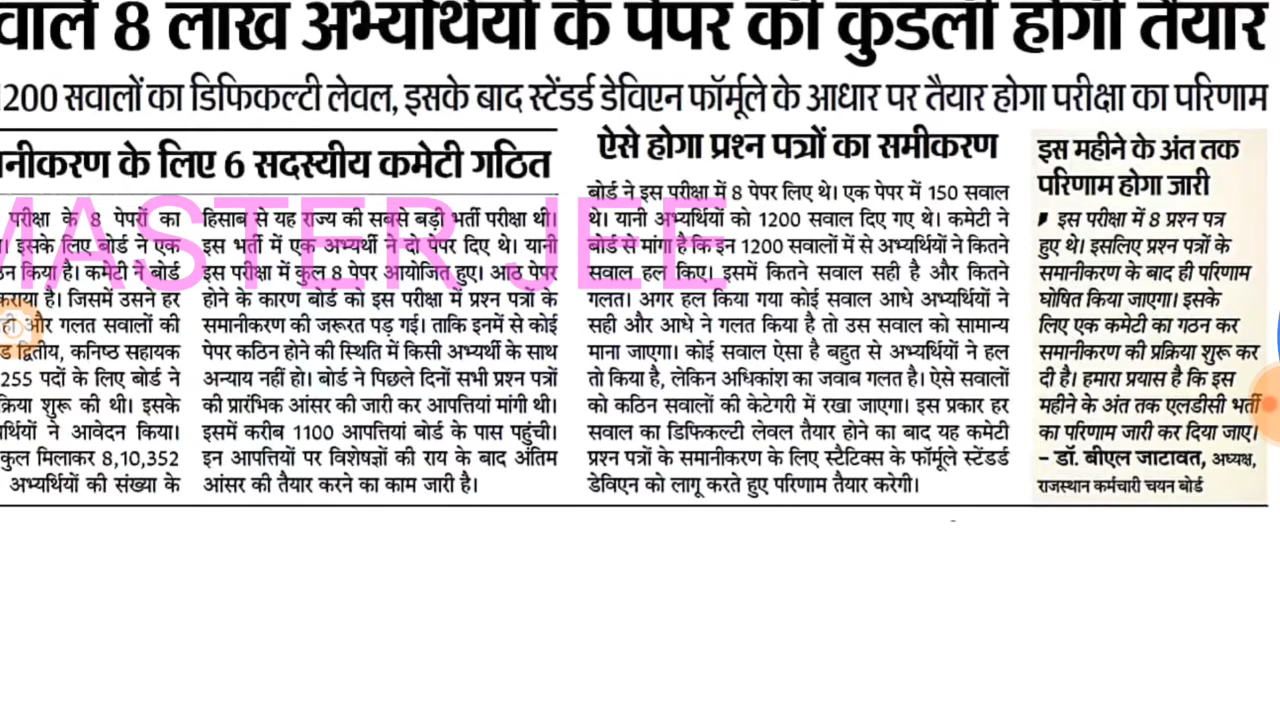 वाले 8 लाख अभ्यर्थियों के पेपर की कुंडली होगी तैयार
1200 सवालों का डिफिकल्टी लेवल, इसके बाद स्टेंडर्ड डेविएन फॉर्मूले के आधार पर तैयार होगा परीक्षा का परिणाम
नीकरण के लिए 6 सदस्यीय कमेटी गठित
परीक्षा के 8 पेपरों का
इसके लिए बोर्ड ने एक
किया है। कमेटी ने बोर्ड
कराया है। जिसमें उसने हर
ही और गलत सवालों की
ड द्वितीय, कनिष्ठ सहायक
255 पदों के लिए बोर्ड ने
क्रिया शुरू की थी। इसके
र्थियों ने आवेदन किया।
कुल मिलाकर 8,10,352
अभ्यर्थियों की संख्या के
हिसाब से यह राज्य की सबसे बड़ी भर्ती परीक्षा थी।
इस भर्ती में एक अभ्यर्थी ने दो पेपर दिए थे। यानी
इस परीक्षा में कुल 8 पेपर आयोजित हुए। आठ पेपर
होने के कारण बोर्ड को इस परीक्षा में प्रश्न पत्रों के
समानीकरण की जरूरत पड़ गई। ताकि इनमें से कोई
पेपर कठिन होने की स्थिति में किसी अभ्यर्थी के साथ
अन्याय नहीं हो। बोर्ड ने पिछले दिनों सभी प्रश्न पत्रों
की प्रारंभिक आंसर की जारी कर आपत्तियां मांगी थी।
इसमें करीब 1100 आपत्तियां बोर्ड के पास पहुंची।
इन आपत्तियों पर विशेषज्ञों की राय के बाद अंतिम
आंसर की तैयार करने का काम जारी है।
ऐसे होगा प्रश्न पत्रों का समीकरण
बोर्ड ने इस परीक्षा में 8 पेपर लिए थे। एक पेपर में 150 सवाल
थे। यानी अभ्यर्थियों को 1200 सवाल दिए गए थे। कमेटी ने
बोर्ड से मांगा है कि इन 1200 सवालों में से अभ्यर्थियों ने कितने
सवाल हल किए। इसमें कितने सवाल सही है और कितने
गलत। अगर हल किया गया कोई सवाल आधे अभ्यर्थियों ने
सही और आधे ने गलत किया है तो उस सवाल को सामान्य
माना जाएगा। कोई सवाल ऐसा है बहुत से अभ्यर्थियों ने हल
तो किया है, लेकिन अधिकांश का जवाब गलत है। ऐसे सवालों
को कठिन सवालों की केटेगरी में रखा जाएगा। इस प्रकार हर
सवाल का डिफिकल्टी लेवल तैयार होने का बाद यह कमेटी
प्रश्न पत्रों के समानीकरण के लिए स्टैटिक्स के फॉर्मूले स्टेंडर्ड
डेविएन को लागू करते हुए परिणाम तैयार करेगी।
इस महीने के अंत तक
परिणाम होगा जारी
इस परीक्षा में 8 प्रश्न पत्र
हुए थे। इसलिए प्रश्न पत्रों के
समानीकरण के बाद ही परिणाम
घोषित किया जाएगा। इसके
लिए एक कमेटी का गठन कर
समानीकरण की प्रक्रिया शुरू कर
दी है। हमारा प्रयास है कि इस
महीने के अंत तक एलडीसी भर्ती
का परिणाम जारी कर दिया जाए।
– डॉ. बीएल जाटावत, अध्यक्ष,
राजस्थान कर्मचारी चयन बोर्ड
MASTER JEE